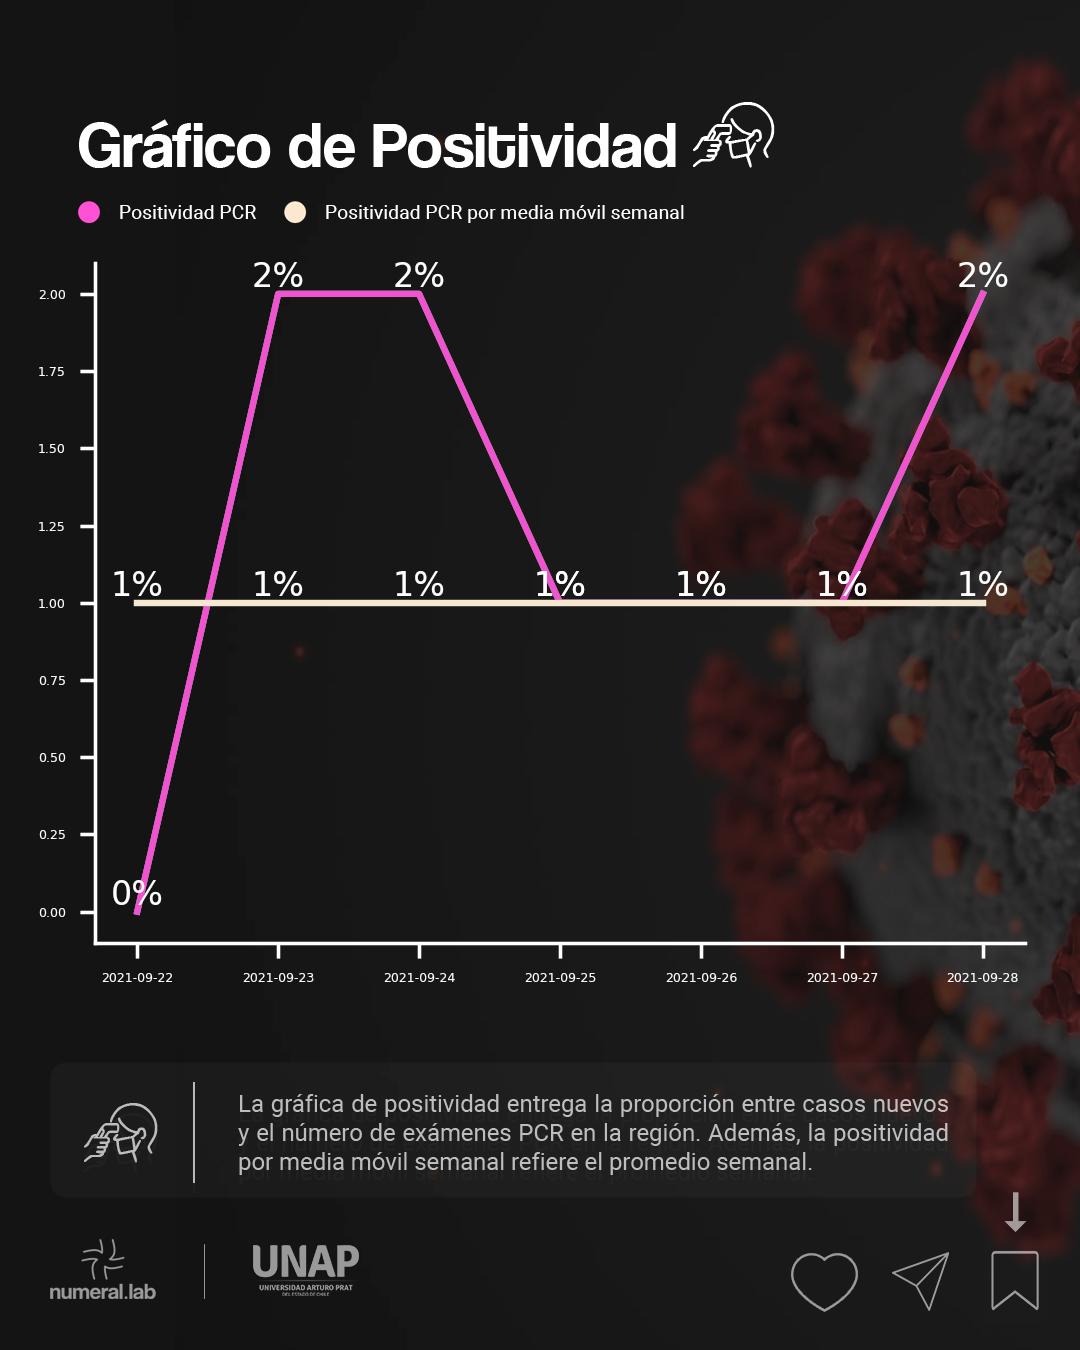 Gráfico de Positividad
Positividad PCR
Positividad PCR por media móvil semanal
2% 2% 2%
2.00
1.75
1.50
1.25
1% 1% 1% 1% 1% 1% 1%
1.00
0.75
0.50
0.25
0%
0.00
2021-09-22 2021-09-23 2021-09-24 2021-09-25 2021-09-26 2021-09-27 2021-09-28
La gráfica de positividad entrega la proporción entre casos nuevos
y el número de exámenes PCR en la región. Además, la positividad
por media móvil semanal refiere el promedio semanal.
numeral.lab
UNAP
UNIVERSIDAD ARTURO PRAT
DEL ESTADO DE CHILE